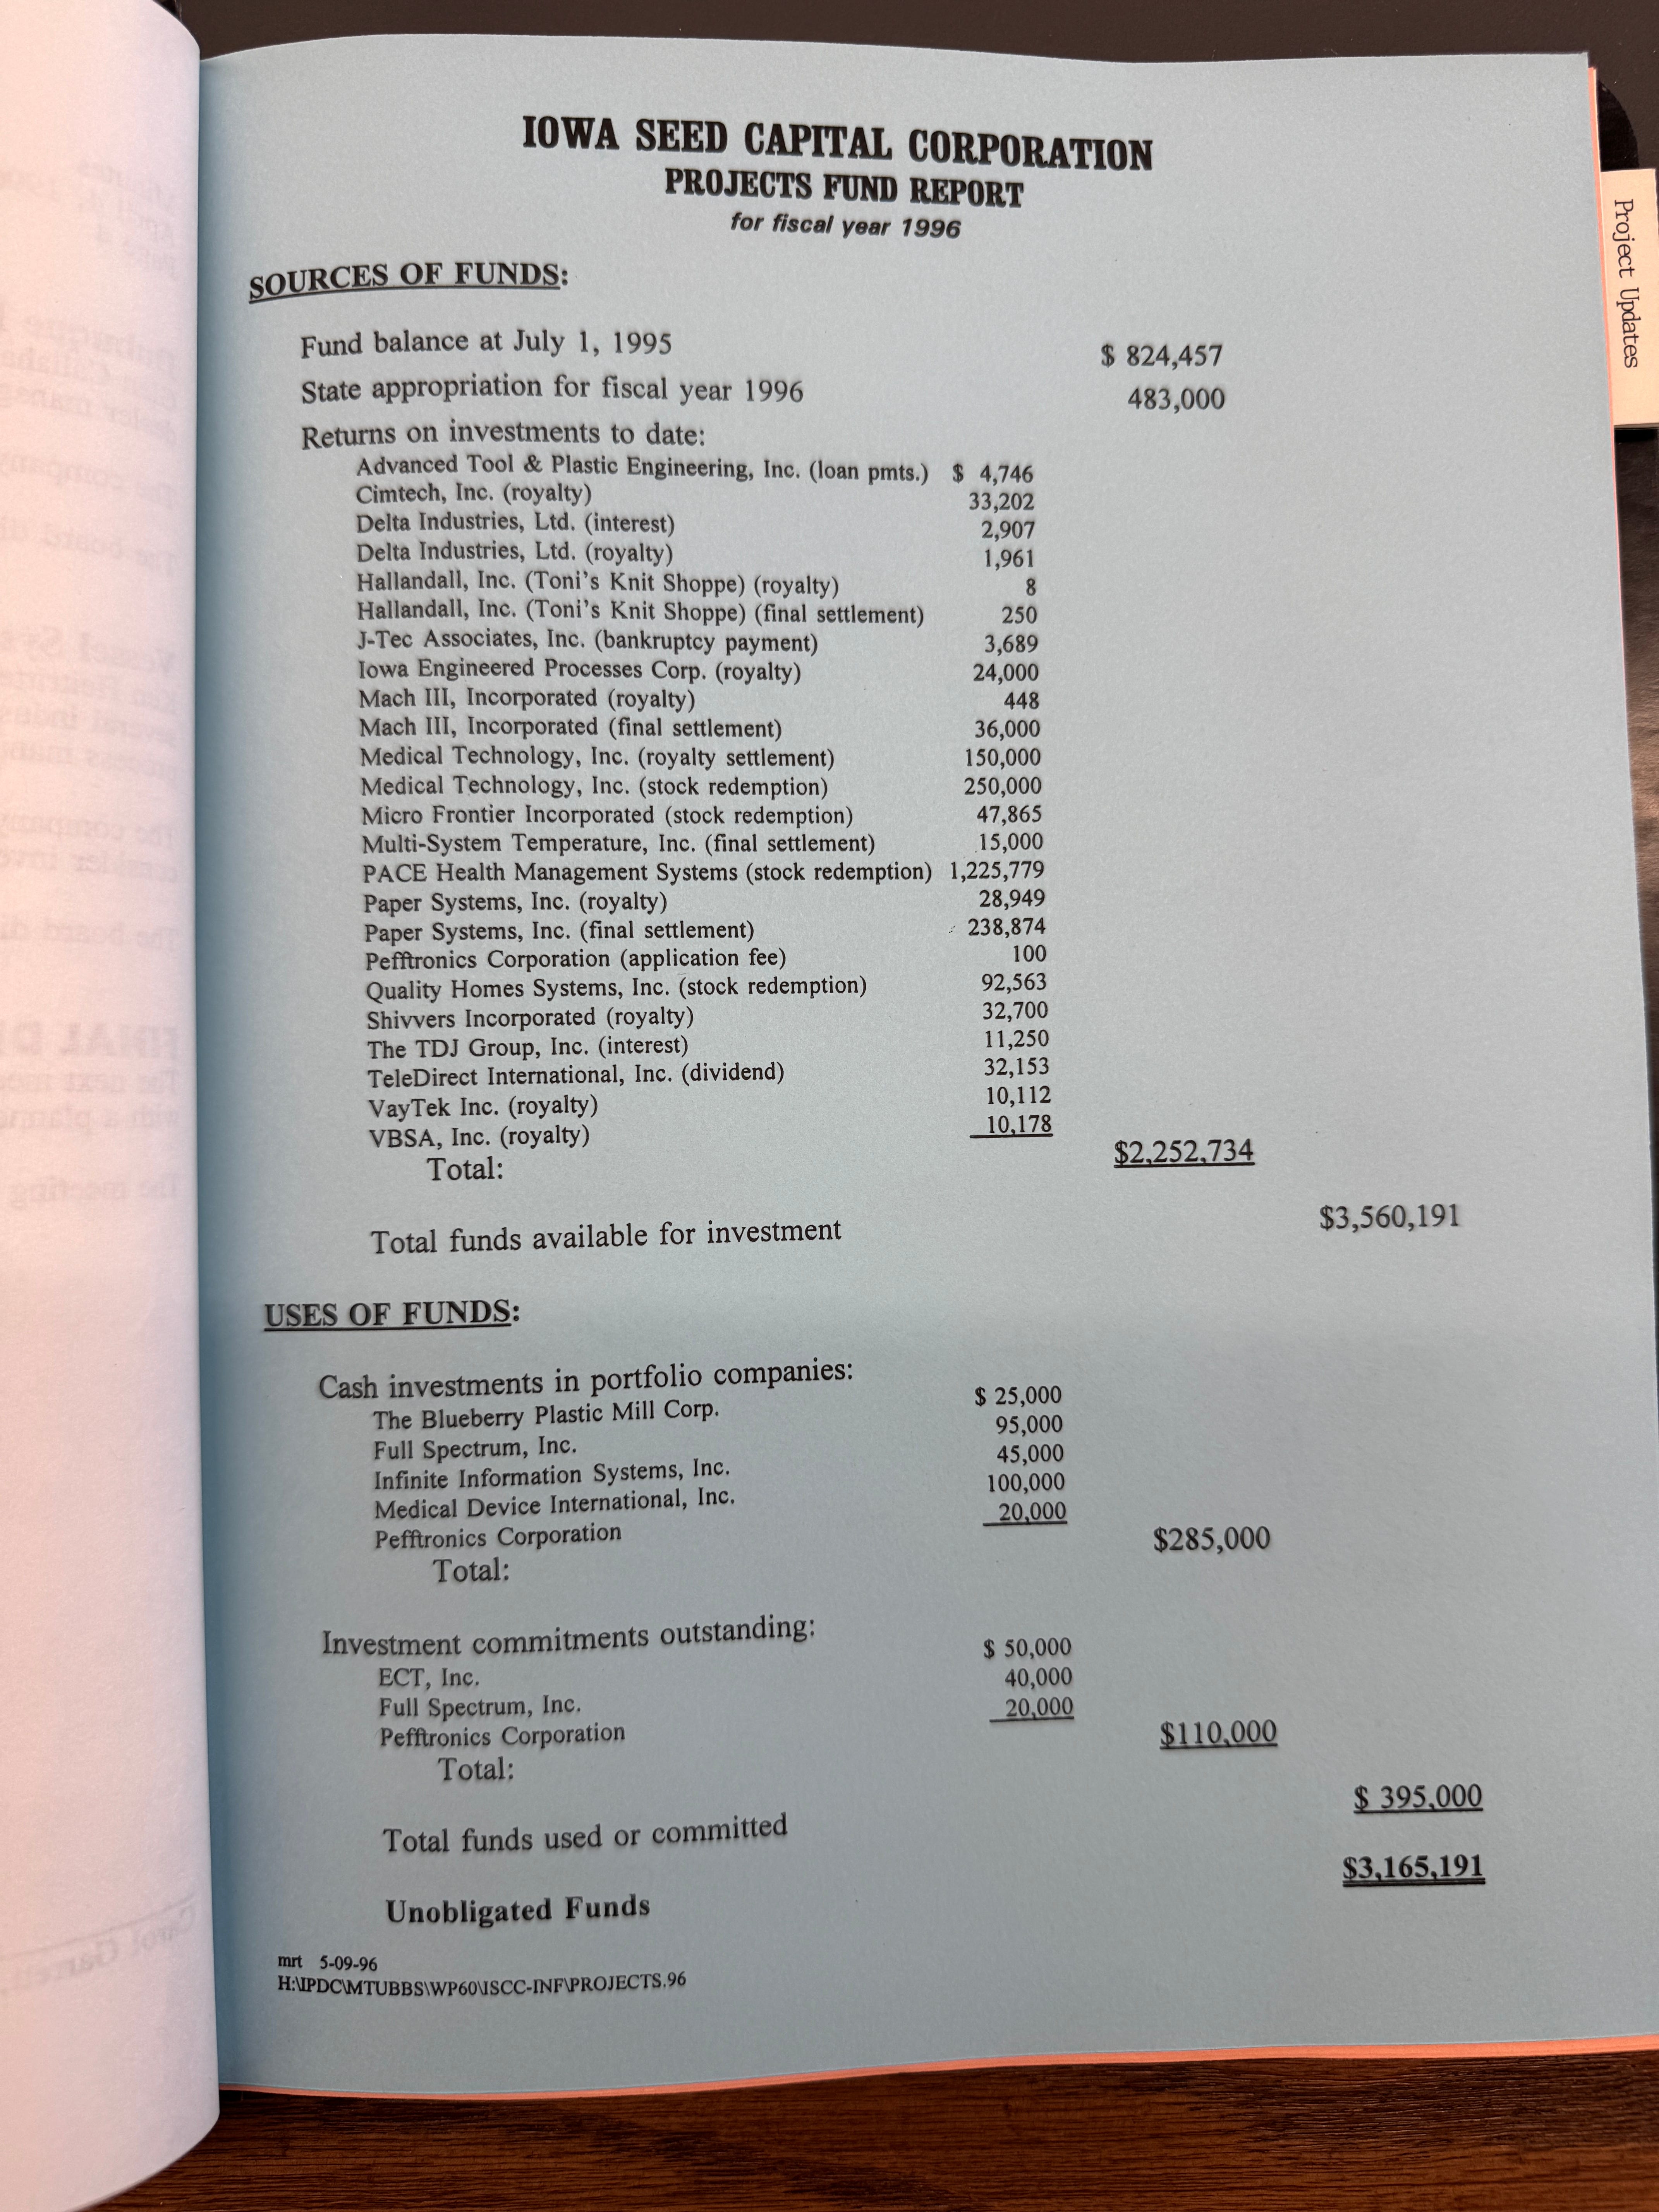 IOWA SEED CAPITAL CORPORATION
PROJECTS FUND REPORT
for fiscal year 1996
SOURCES OF FUNDS:
Fund balance at July 1, 1995 $ 824,457
State appropriation for fiscal year 1996 483,000
Returns on investments to date:
Advanced Tool & Plastic Engineering, Inc. (loan pmts.) $ 4,746
Cimtech, Inc. (royalty) 33,202
Delta Industries, Ltd. (interest) 2,907
Delta Industries, Ltd. (royalty) 1,961
Hallandall, Inc. (Toni's Knit Shoppe) (royalty) 8
Hallandall, Inc. (Toni's Knit Shoppe) (final settlement) 250
J-Tec Associates, Inc. (bankruptcy payment) 3,689
Iowa Engineered Processes Corp. (royalty) 24,000
Mach III, Incorporated (royalty) 448
Mach III, Incorporated (final settlement) 36,000
Medical Technology, Inc. (royalty settlement) 150,000
Medical Technology, Inc. (stock redemption) 250,000
Micro Frontier Incorporated (stock redemption) 47,865
Multi-System Temperature, Inc. (final settlement) 15,000
PACE Health Management Systems (stock redemption) 1,225,779
Paper Systems, Inc. (royalty) 28,949
Paper Systems, Inc. (final settlement) 238,874
Pefftronics Corporation (application fee) 100
Quality Homes Systems, Inc. (stock redemption) 92,563
Shivvers Incorporated (royalty) 32,700
The TDJ Group, Inc. (interest) 11,250
TeleDirect International, Inc. (dividend) 32,153
VayTek Inc. (royalty) 10,112
VBSA, Inc. (royalty) 10,178
Total: $2,252,734
Total funds available for investment $3,560,191
USES OF FUNDS:
Cash investments in portfolio companies:
The Blueberry Plastic Mill Corp. $ 25,000
Full Spectrum, Inc. 95,000
Infinite Information Systems, Inc. 45,000
Medical Device International, Inc. 100,000
Pefftronics Corporation 20,000
Total: $285,000
Investment commitments outstanding:
ECT, Inc. $ 50,000
Full Spectrum, Inc. 40,000
Pefftronics Corporation 20,000
Total: $110,000
Total funds used or committed $ 395,000
Unobligated Funds $3,165,191
mrt 5-09-96
H:\IPDC\MTUBBS\WP60\ISCC-INF\PROJECTS.96
Project Updates